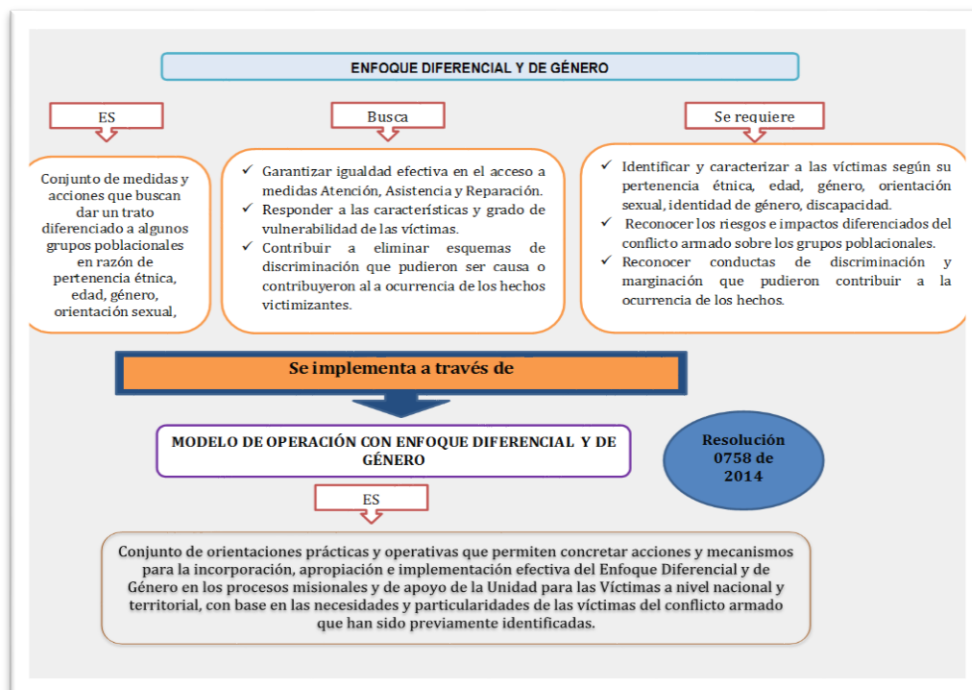 ENFOQUE DIFERENCIAL Y DE GÉNERO
ES
Conjunto de medidas y
acciones que buscan
dar un trato
diferenciado a algunos
grupos poblacionales
en razón de
pertenencia étnica,
edad, género,
orientación sexual,
Busca
✓ Garantizar igualdad efectiva en el acceso a
medidas Atención, Asistencia y Reparación.
✓ Responder a las características y grado de
vulnerabilidad de las víctimas.
✓ Contribuir a eliminar esquemas de
discriminación que pudieron ser causa o
contribuyeron al a ocurrencia de los hechos
victimizantes.
Se requiere
✓ Identificar y caracterizar a las víctimas según su
pertenencia étnica, edad, género, orientación
sexual, identidad de género, discapacidad.
✓ Reconocer los riesgos e impactos diferenciados del
conflicto armado sobre los grupos poblacionales.
✓ Reconocer conductas de discriminación y
marginación que pudieron contribuir a la
ocurrencia de los hechos.
Se implementa a través de
MODELO DE OPERACIÓN CON ENFOQUE DIFERENCIAL Y DE
GÉNERO
Resolución
0758 de
2014
ES
Conjunto de orientaciones prácticas y operativas que permiten concretar acciones y mecanismos
para la incorporación, apropiación e implementación efectiva del Enfoque Diferencial y de
Género en los procesos misionales y de apoyo de la Unidad para las Víctimas a nivel nacional y
territorial, con base en las necesidades y particularidades de las víctimas del conflicto armado
que han sido previamente identificadas.